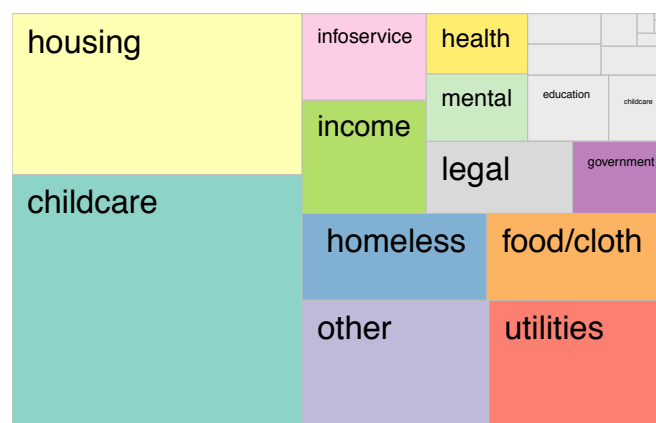 housing
infoservice
health
mental
education
childcare
income
legal
government
childcare
homeless
food/cloth
other
utilities